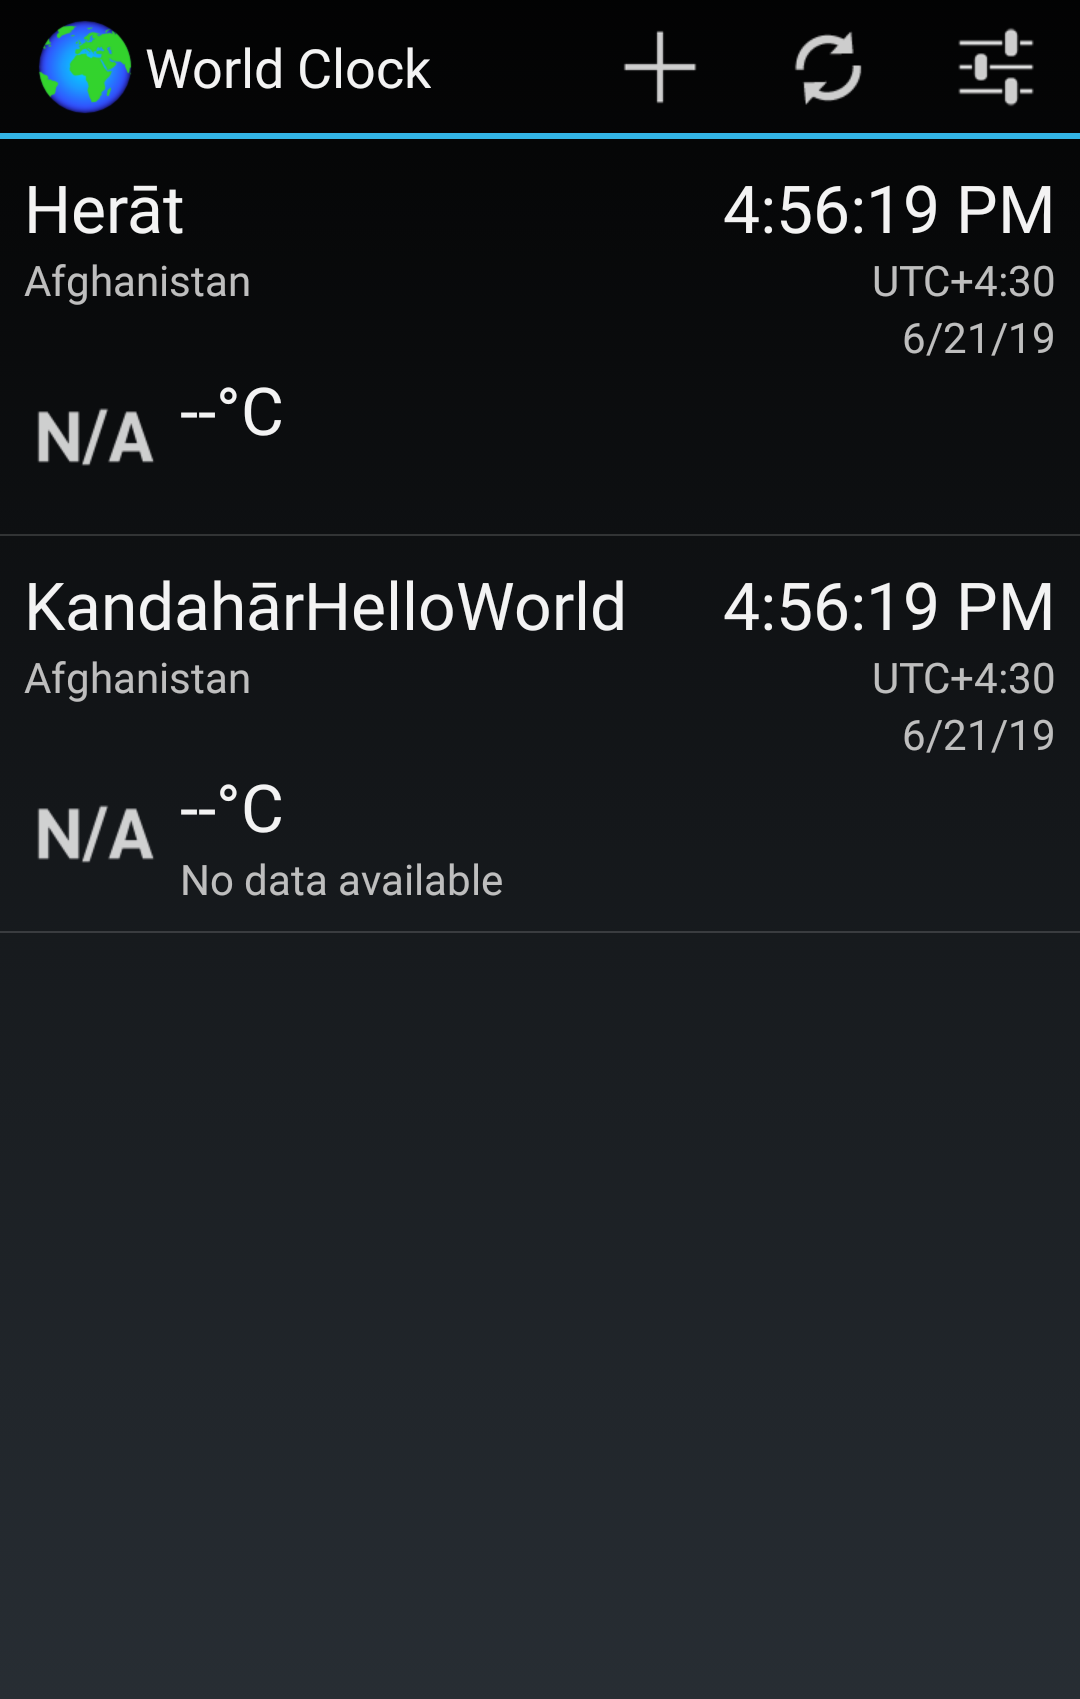 World Clock
Herāt 4:56:19 PM
Afghanistan UTC+4:30
6/21/19
N/A --°C
KandahārHelloWorld 4:56:19 PM
Afghanistan UTC+4:30
6/21/19
N/A --°C
No data available